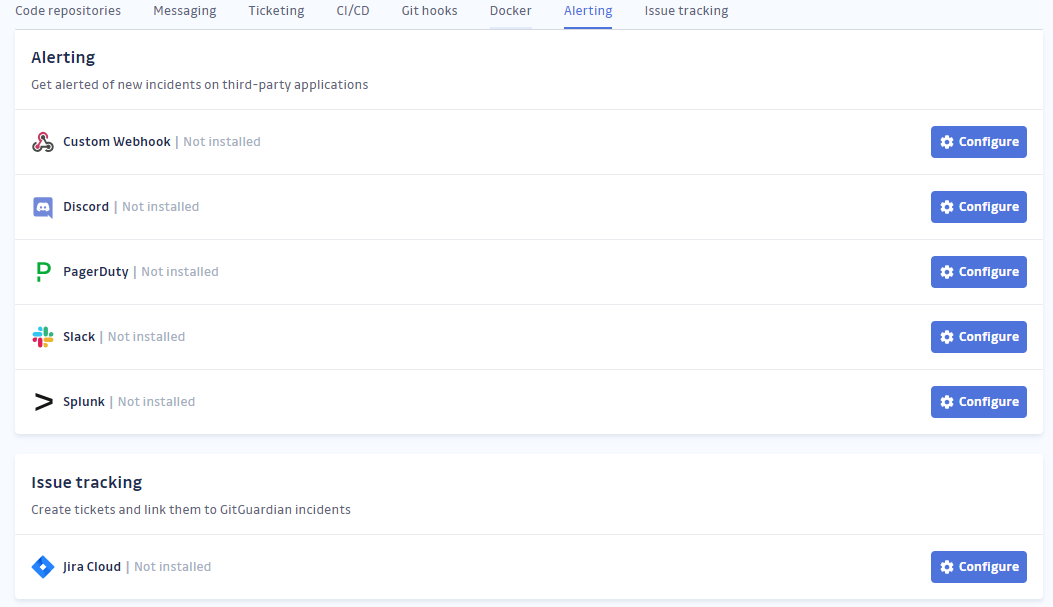 Code repositories Messaging Ticketing CI/CD Git hooks Docker Alerting Issue tracking
Alerting
Get alerted of new incidents on third-party applications
Custom Webhook | Not installed Configure
Discord | Not installed Configure
PagerDuty | Not installed Configure
Slack | Not installed Configure
Splunk | Not installed Configure
Issue tracking
Create tickets and link them to GitGuardian incidents
Jira Cloud | Not installed Configure